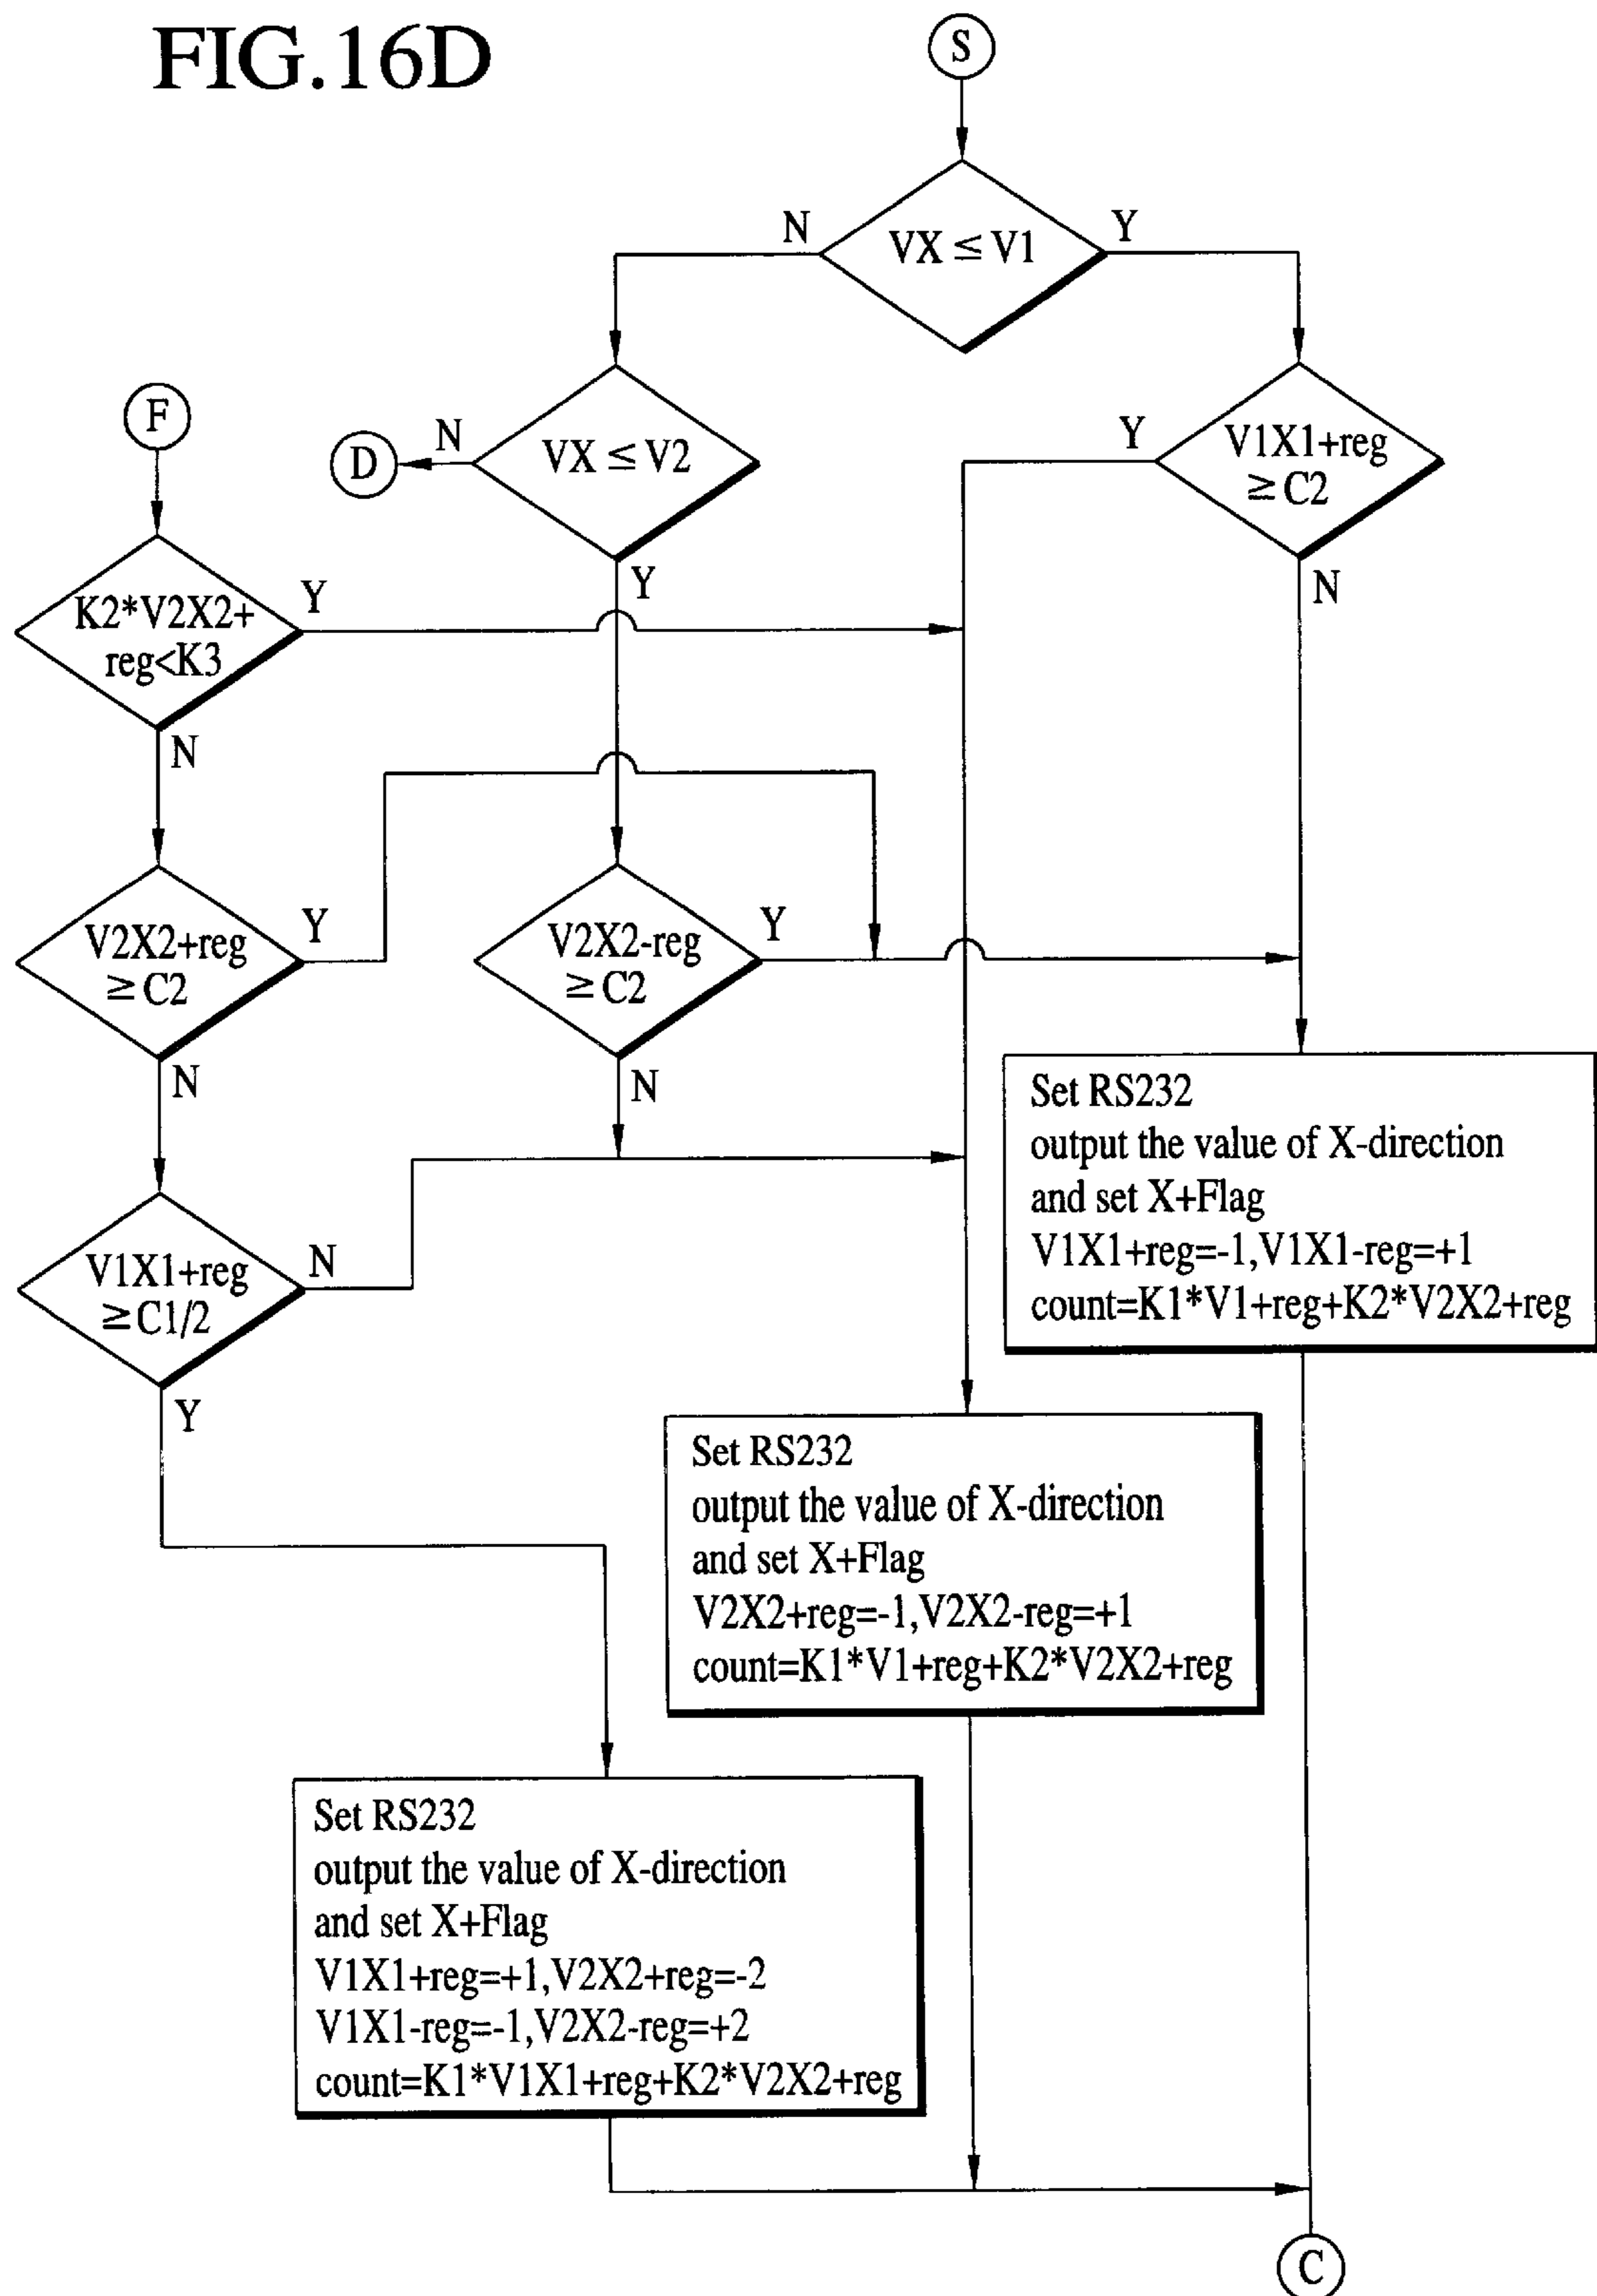 FIG.16D
S
VX ≤ V1
N
Y
F
D
N
VX ≤ V2
Y
V1X1+reg
≧ C2
Y
N
K2*V2X2+
reg<K3
Y
N
V2X2+reg
≧ C2
Y
N
V2X2-reg
≧ C2
Y
N
V1X1+reg
≧ C1/2
N
Y
Set RS232
output the value of X-direction
and set X+Flag
V1X1+reg=-1,V1X1-reg=+1
count=K1*V1+reg+K2*V2X2+reg
Set RS232
output the value of X-direction
and set X+Flag
V2X2+reg=-1,V2X2-reg=+1
count=K1*V1+reg+K2*V2X2+reg
Set RS232
output the value of X-direction
and set X+Flag
V1X1+reg=+1,V2X2+reg=-2
V1X1-reg=-1,V2X2-reg=+2
count=K1*V1X1+reg+K2*V2X2+reg
C